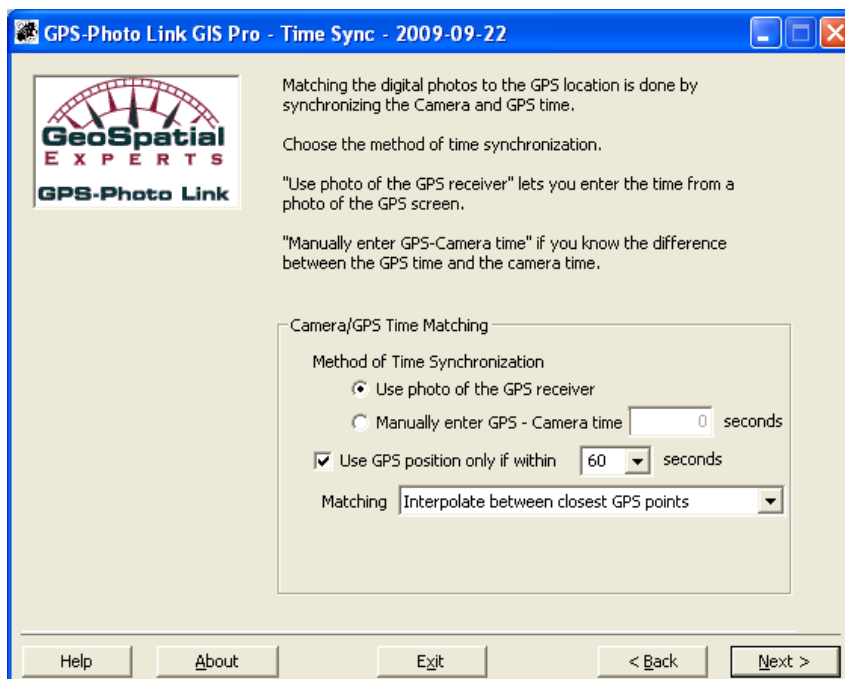 GPS-Photo Link GIS Pro - Time Sync - 2009-09-22
GeoSpatial
EXPERTS
GPS-Photo Link
Matching the digital photos to the GPS location is done by
synchronizing the Camera and GPS time.
Choose the method of time synchronization.
"Use photo of the GPS receiver" lets you enter the time from a
photo of the GPS screen.
"Manually enter GPS-Camera time" if you know the difference
between the GPS time and the camera time.
Camera/GPS Time Matching
Method of Time Synchronization
Use photo of the GPS receiver
Manually enter GPS - Camera time 0 seconds
Use GPS position only if within 60 seconds
Matching Interpolate between closest GPS points
Help About Exit < Back Next >